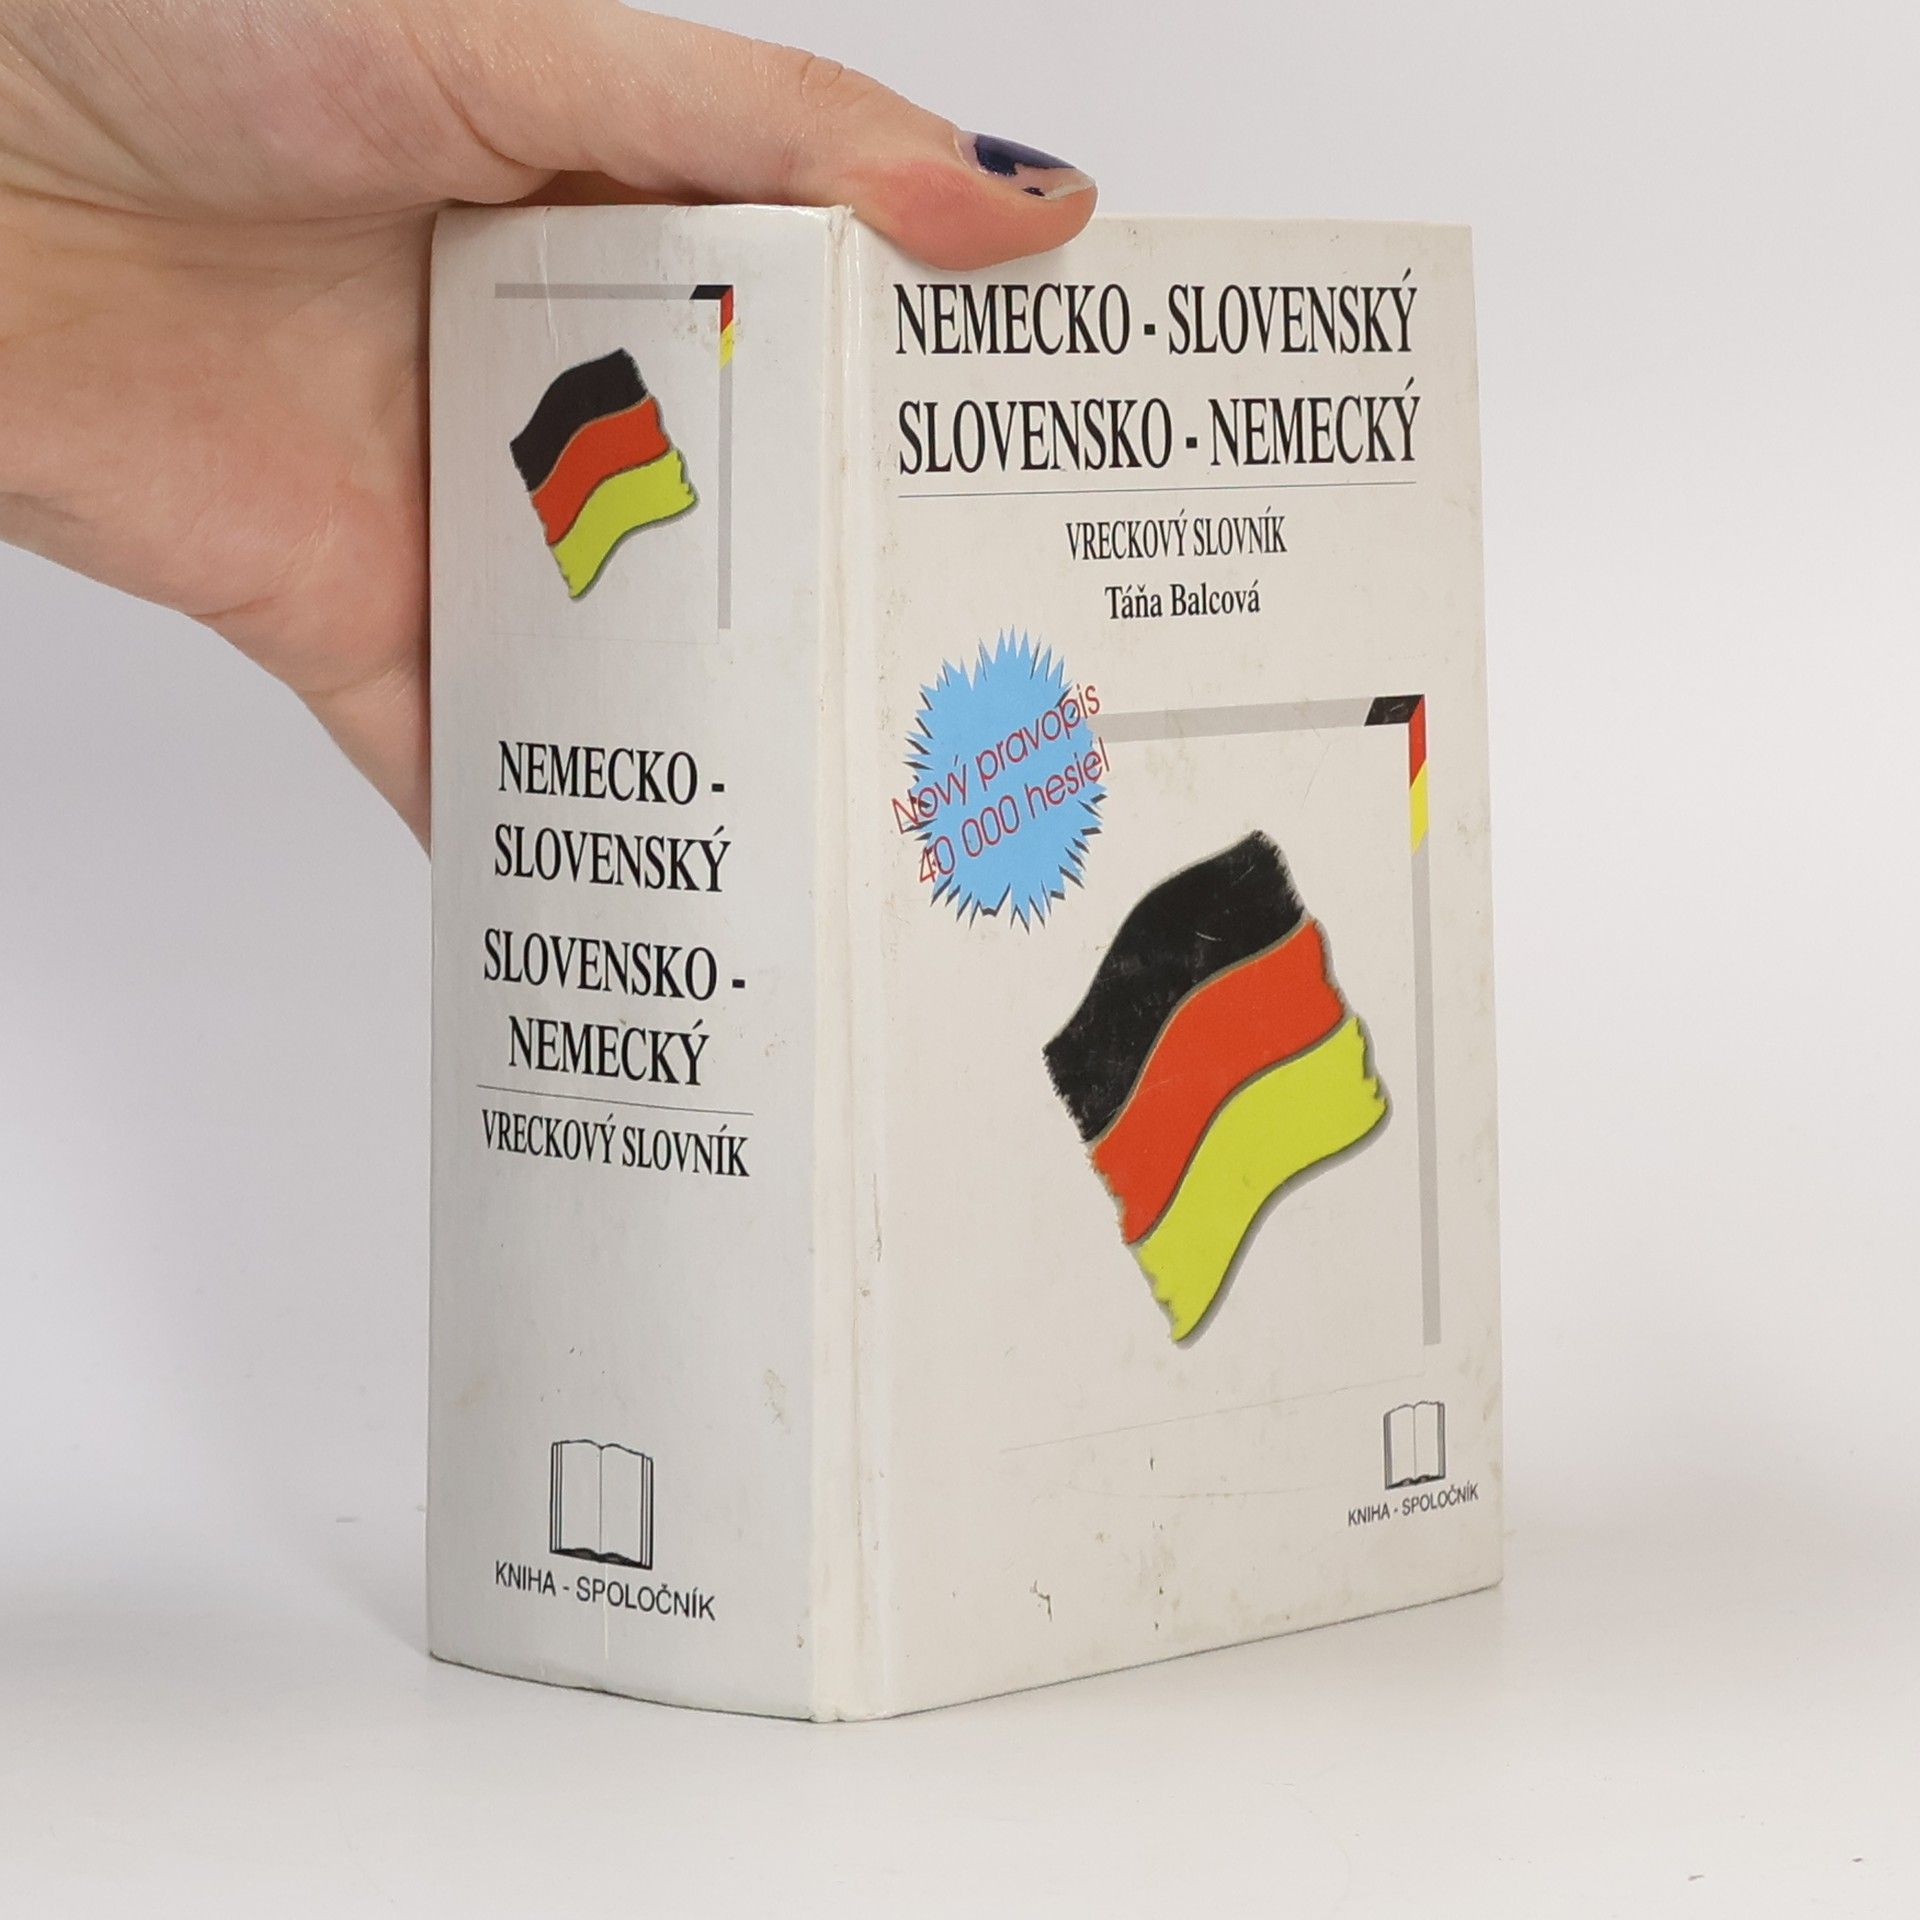 NEMECKO -
SLOVENSKÝ
SLOVENSKO -
NEMECKÝ
VRECKOVÝ SLOVNÍK
KNIHA - SPOLOČNÍK
NEMECKO - SLOVENSKÝ
SLOVENSKO - NEMECKÝ
VRECKOVÝ SLOVNÍK
Táňa Balcová
Nový pravopis
40 000 hesiel
KNIHA - SPOLOČNÍK